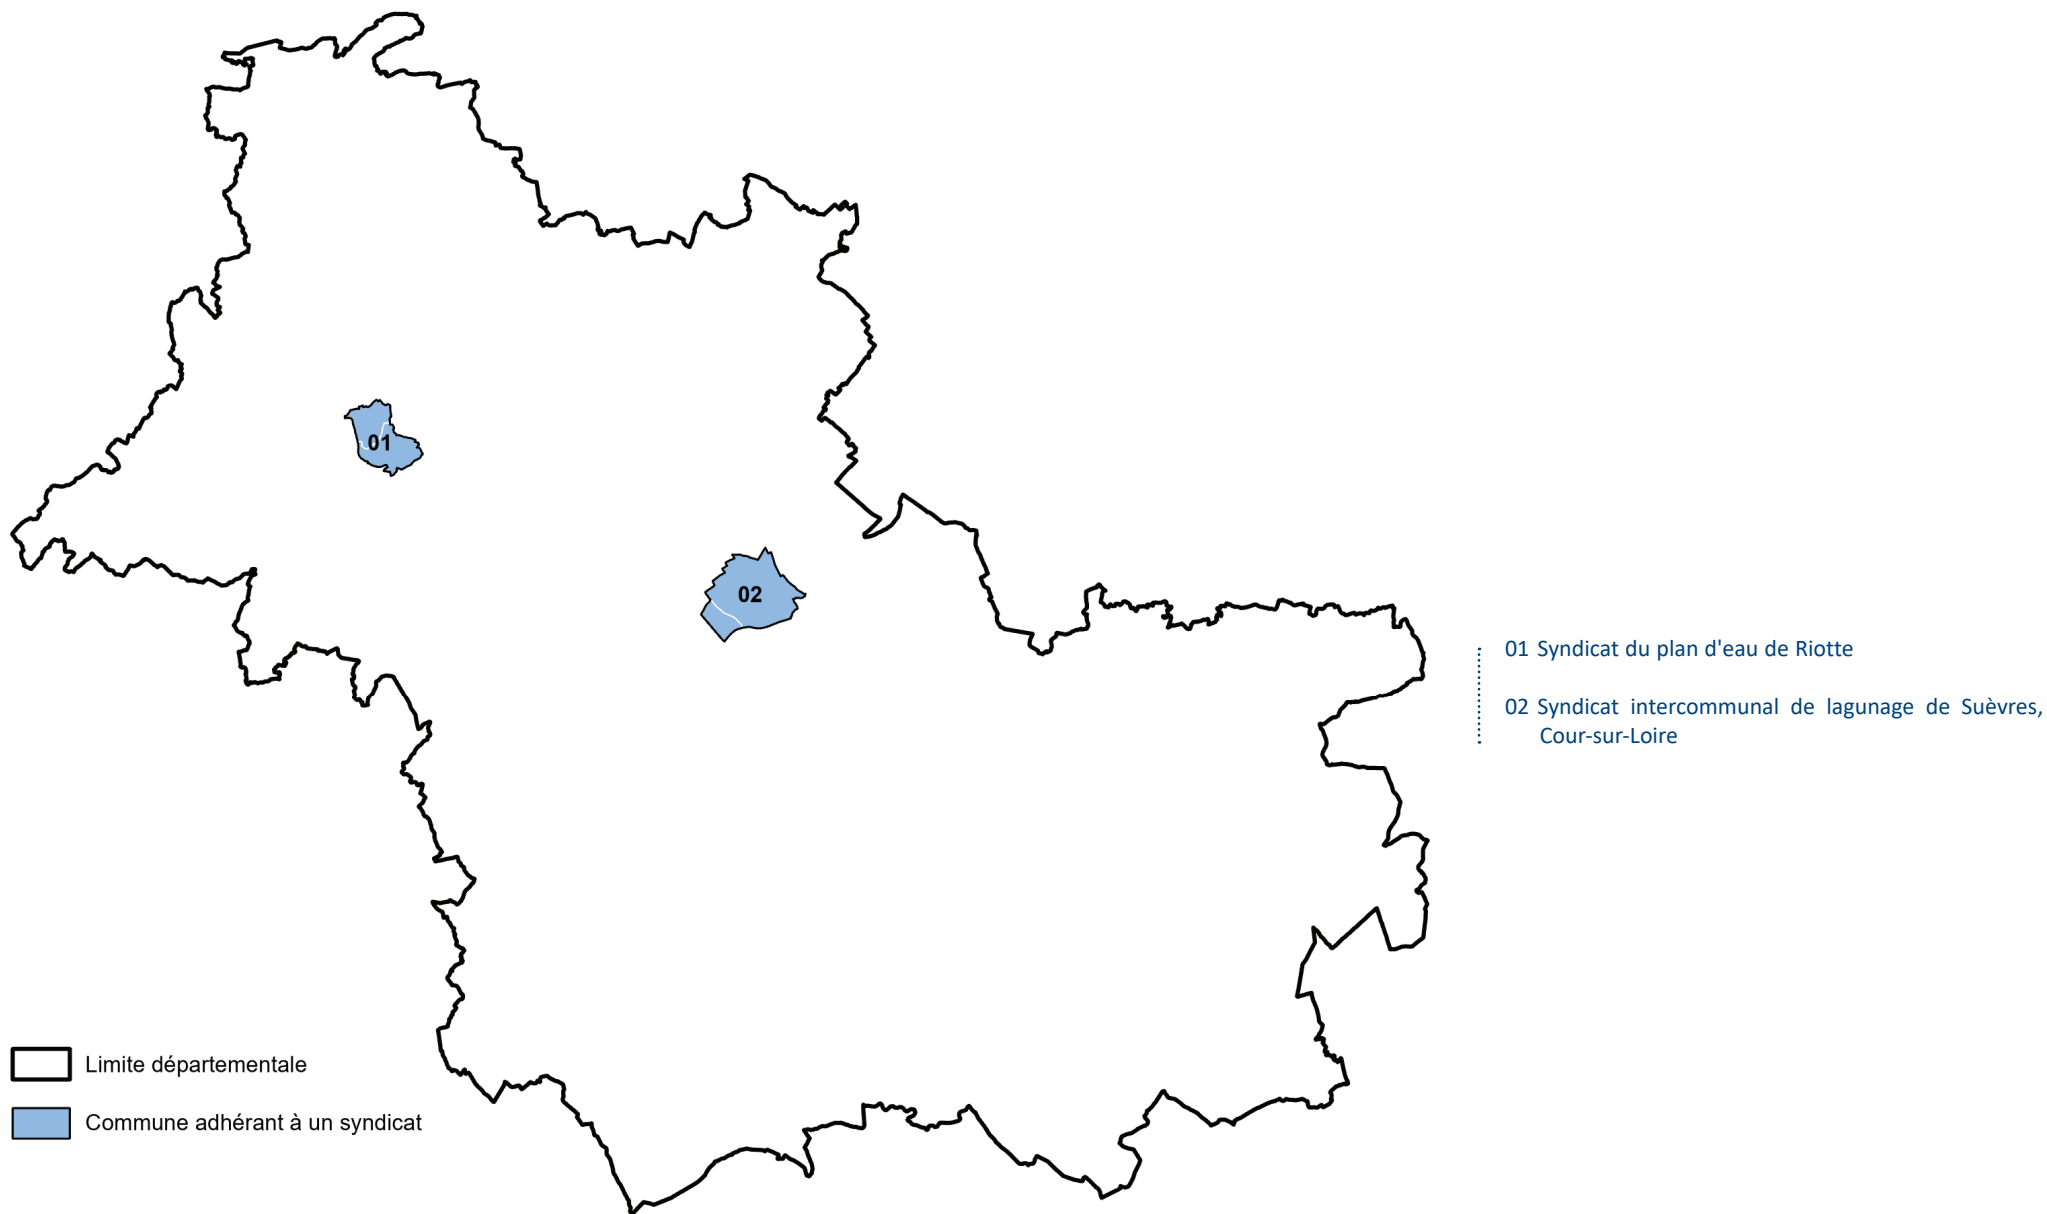 01
02
01 Syndicat du plan d'eau de Riotte
02 Syndicat intercommunal de lagunage de Suèvres,
Cour-sur-Loire
Limite départementale
Commune adhérant à un syndicat